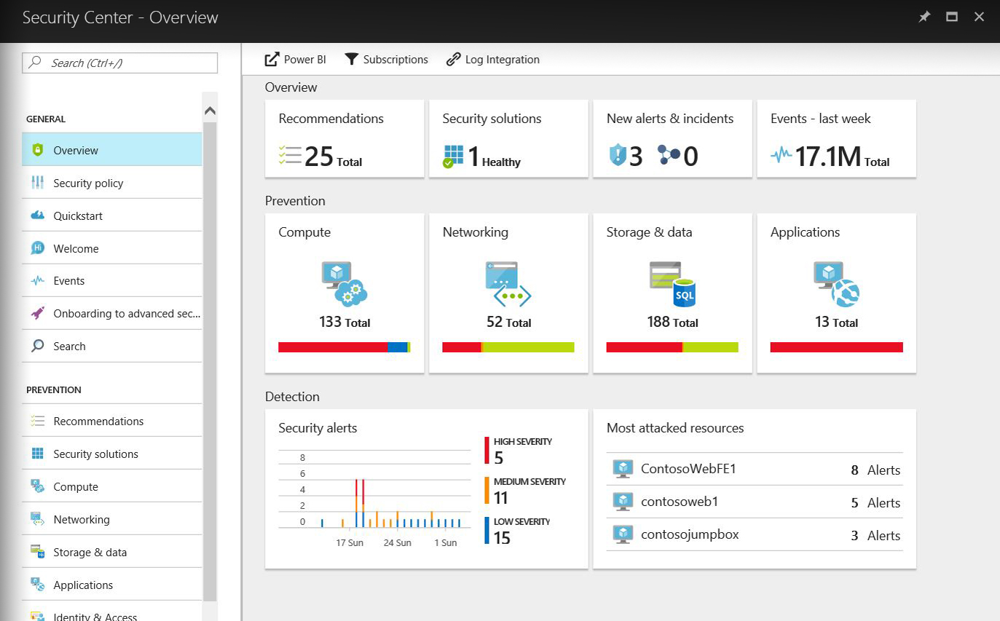 Security Center - Overview
Search (Ctrl+/)
GENERAL
Overview
Security policy
Quickstart
Welcome
Hi
Events
Onboarding to advanced sec...
Search
PREVENTION
Recommendations
Security solutions
Compute
Networking
Storage & data
Applications
Identity & Access
Power BI
Subscriptions
Log Integration
Overview
Recommendations
25 Total
Security solutions
1 Healthy
New alerts & incidents
3
0
Events - last week
17.1M Total
Prevention
Compute
133 Total
Networking
52 Total
Storage & data
SQL
188 Total
Applications
13 Total
Detection
Security alerts
8
6
4
2
0
17 Sun
24 Sun
1 Sun
HIGH SEVERITY
5
MEDIUM SEVERITY
11
LOW SEVERITY
15
Most attacked resources
ContosoWebFE1 8 Alerts
contosoweb1 5 Alerts
contosojumpbox 3 Alerts